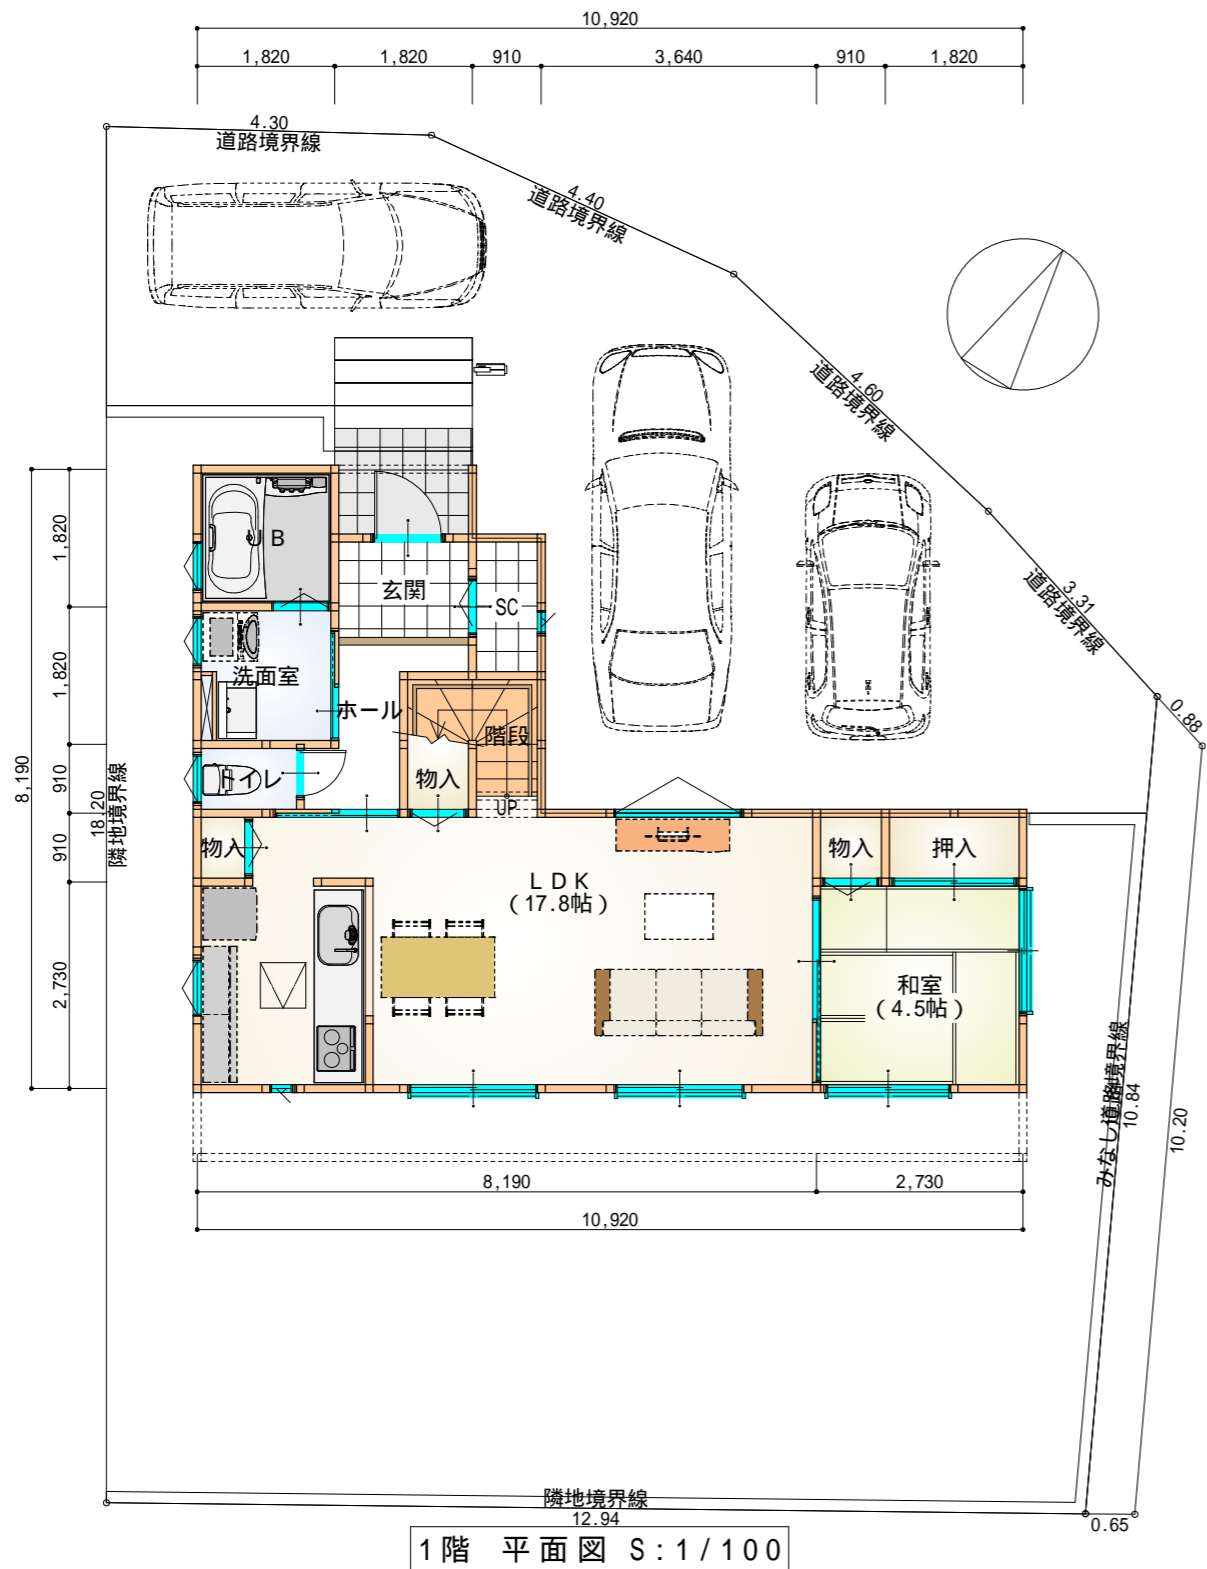 10,920
1,820
1,820
910
3,640
910
1,820
4.30
道路境界線
4.40
道路境界線
4.60
道路境界線
3.31
道路境界線
0.88
8,190
1,820
1,820
910
910
2,730
18.20
隣地境界線
UB
玄関
SC
洗面室
ホール
階段
トイレ
物入
UP
物入
LDK
(17.8帖)
物入
押入
和室
(4.5帖)
みなし道路境界線
10.84
10.20
8,190
2,730
10,920
隣地境界線
12.94
0.65
1階 平面図 S:1/100